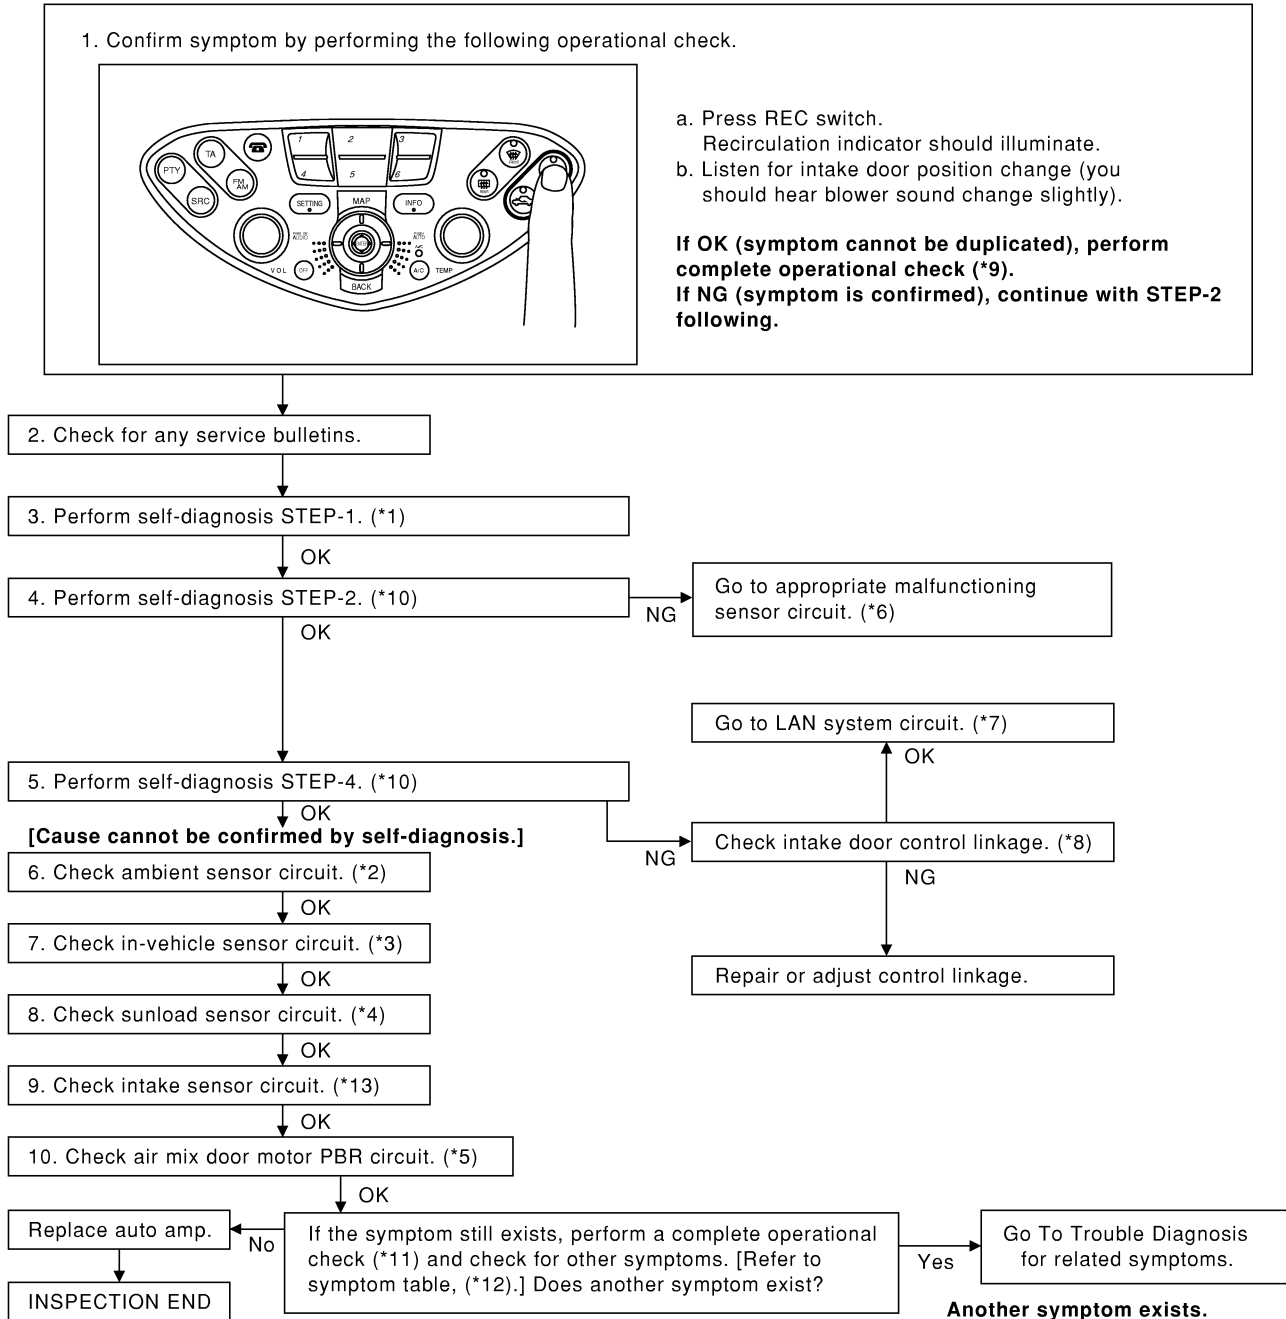 1. Confirm symptom by performing the following operational check.
PTY
TA
SRC
FM
AM
1
2
3
4
5
6
SETTING
MAP
INFO
PUSH ON
AUDIO
ENTER
PUSH
AUTO
VOL
OFF
A/C
TEMP
BACK
a. Press REC switch.
Recirculation indicator should illuminate.
b. Listen for intake door position change (you
should hear blower sound change slightly).
If OK (symptom cannot be duplicated), perform
complete operational check (*9).
If NG (symptom is confirmed), continue with STEP-2
following.
2. Check for any service bulletins.
3. Perform self-diagnosis STEP-1. (*1)
OK
4. Perform self-diagnosis STEP-2. (*10)
NG
Go to appropriate malfunctioning
sensor circuit. (*6)
OK
5. Perform self-diagnosis STEP-4. (*10)
NG
Check intake door control linkage. (*8)
OK
Go to LAN system circuit. (*7)
NG
Repair or adjust control linkage.
OK
[Cause cannot be confirmed by self-diagnosis.]
6. Check ambient sensor circuit. (*2)
OK
7. Check in-vehicle sensor circuit. (*3)
OK
8. Check sunload sensor circuit. (*4)
OK
9. Check intake sensor circuit. (*13)
OK
10. Check air mix door motor PBR circuit. (*5)
OK
If the symptom still exists, perform a complete operational
check (*11) and check for other symptoms. [Refer to
symptom table, (*12).] Does another symptom exist?
No
Replace auto amp.
INSPECTION END
Yes
Go To Trouble Diagnosis
for related symptoms.
Another symptom exists.